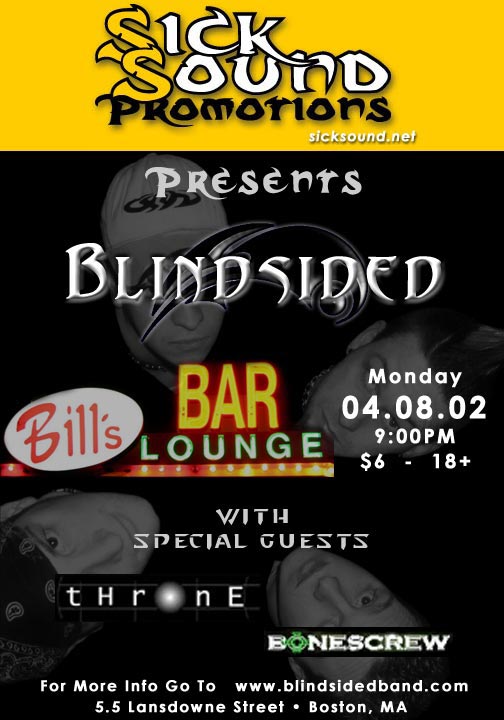 Sick
Sound
Promotions
sicksound.net
Presents
Blindsided
Bill's
BAR
LOUNGE
Monday
04.08.02
9:00PM
$6 - 18+
WITH
SPECIAL GUESTS
tHronE
BONESCREW
For More Info Go To www.blindsidedband.com
5.5 Lansdowne Street • Boston, MA